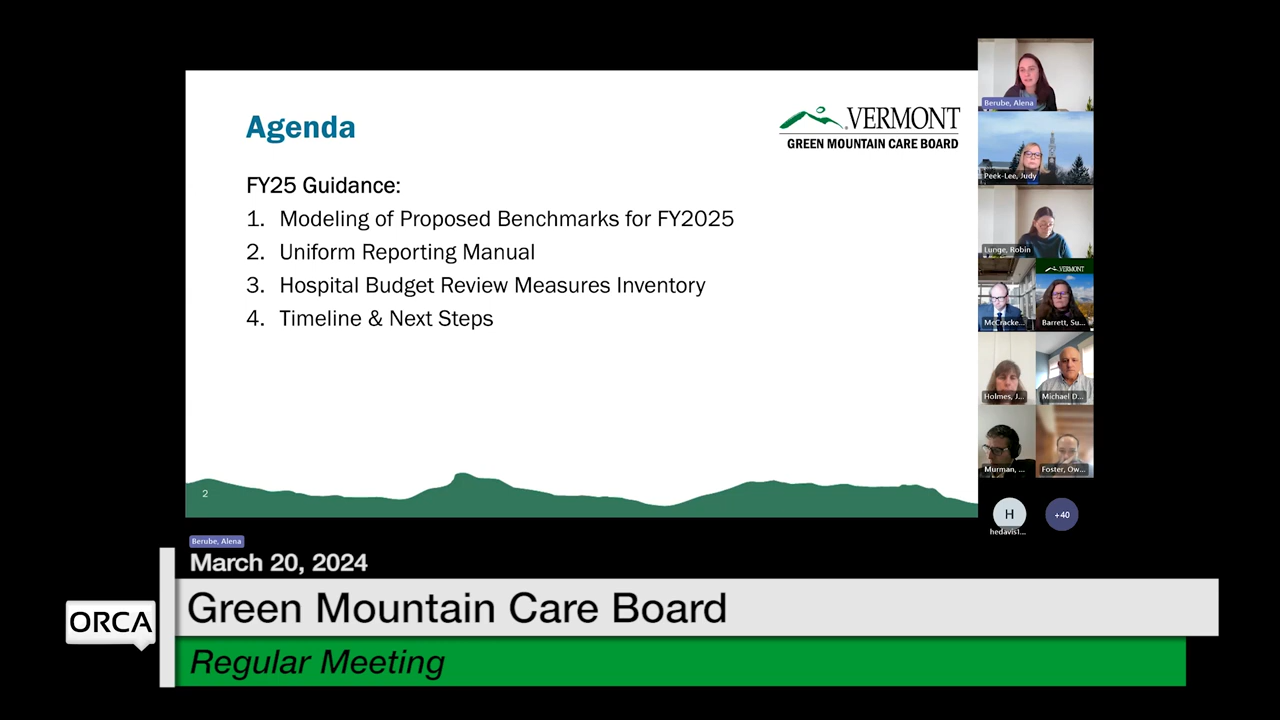 Agenda
VERMONT
GREEN MOUNTAIN CARE BOARD
FY25 Guidance:
1. Modeling of Proposed Benchmarks for FY2025
2. Uniform Reporting Manual
3. Hospital Budget Review Measures Inventory
4. Timeline & Next Steps
2
Berube, Alena
Peek-Lee, Judy
Lunge, Robin
VERMONT
McCracke...
Barrett, Su...
Holmes, J...
Michael D...
Murman, ...
Foster, Ow...
H
+40
hedavis1...
Berube, Alena
March 20, 2024
ORCA
Green Mountain Care Board
Regular Meeting